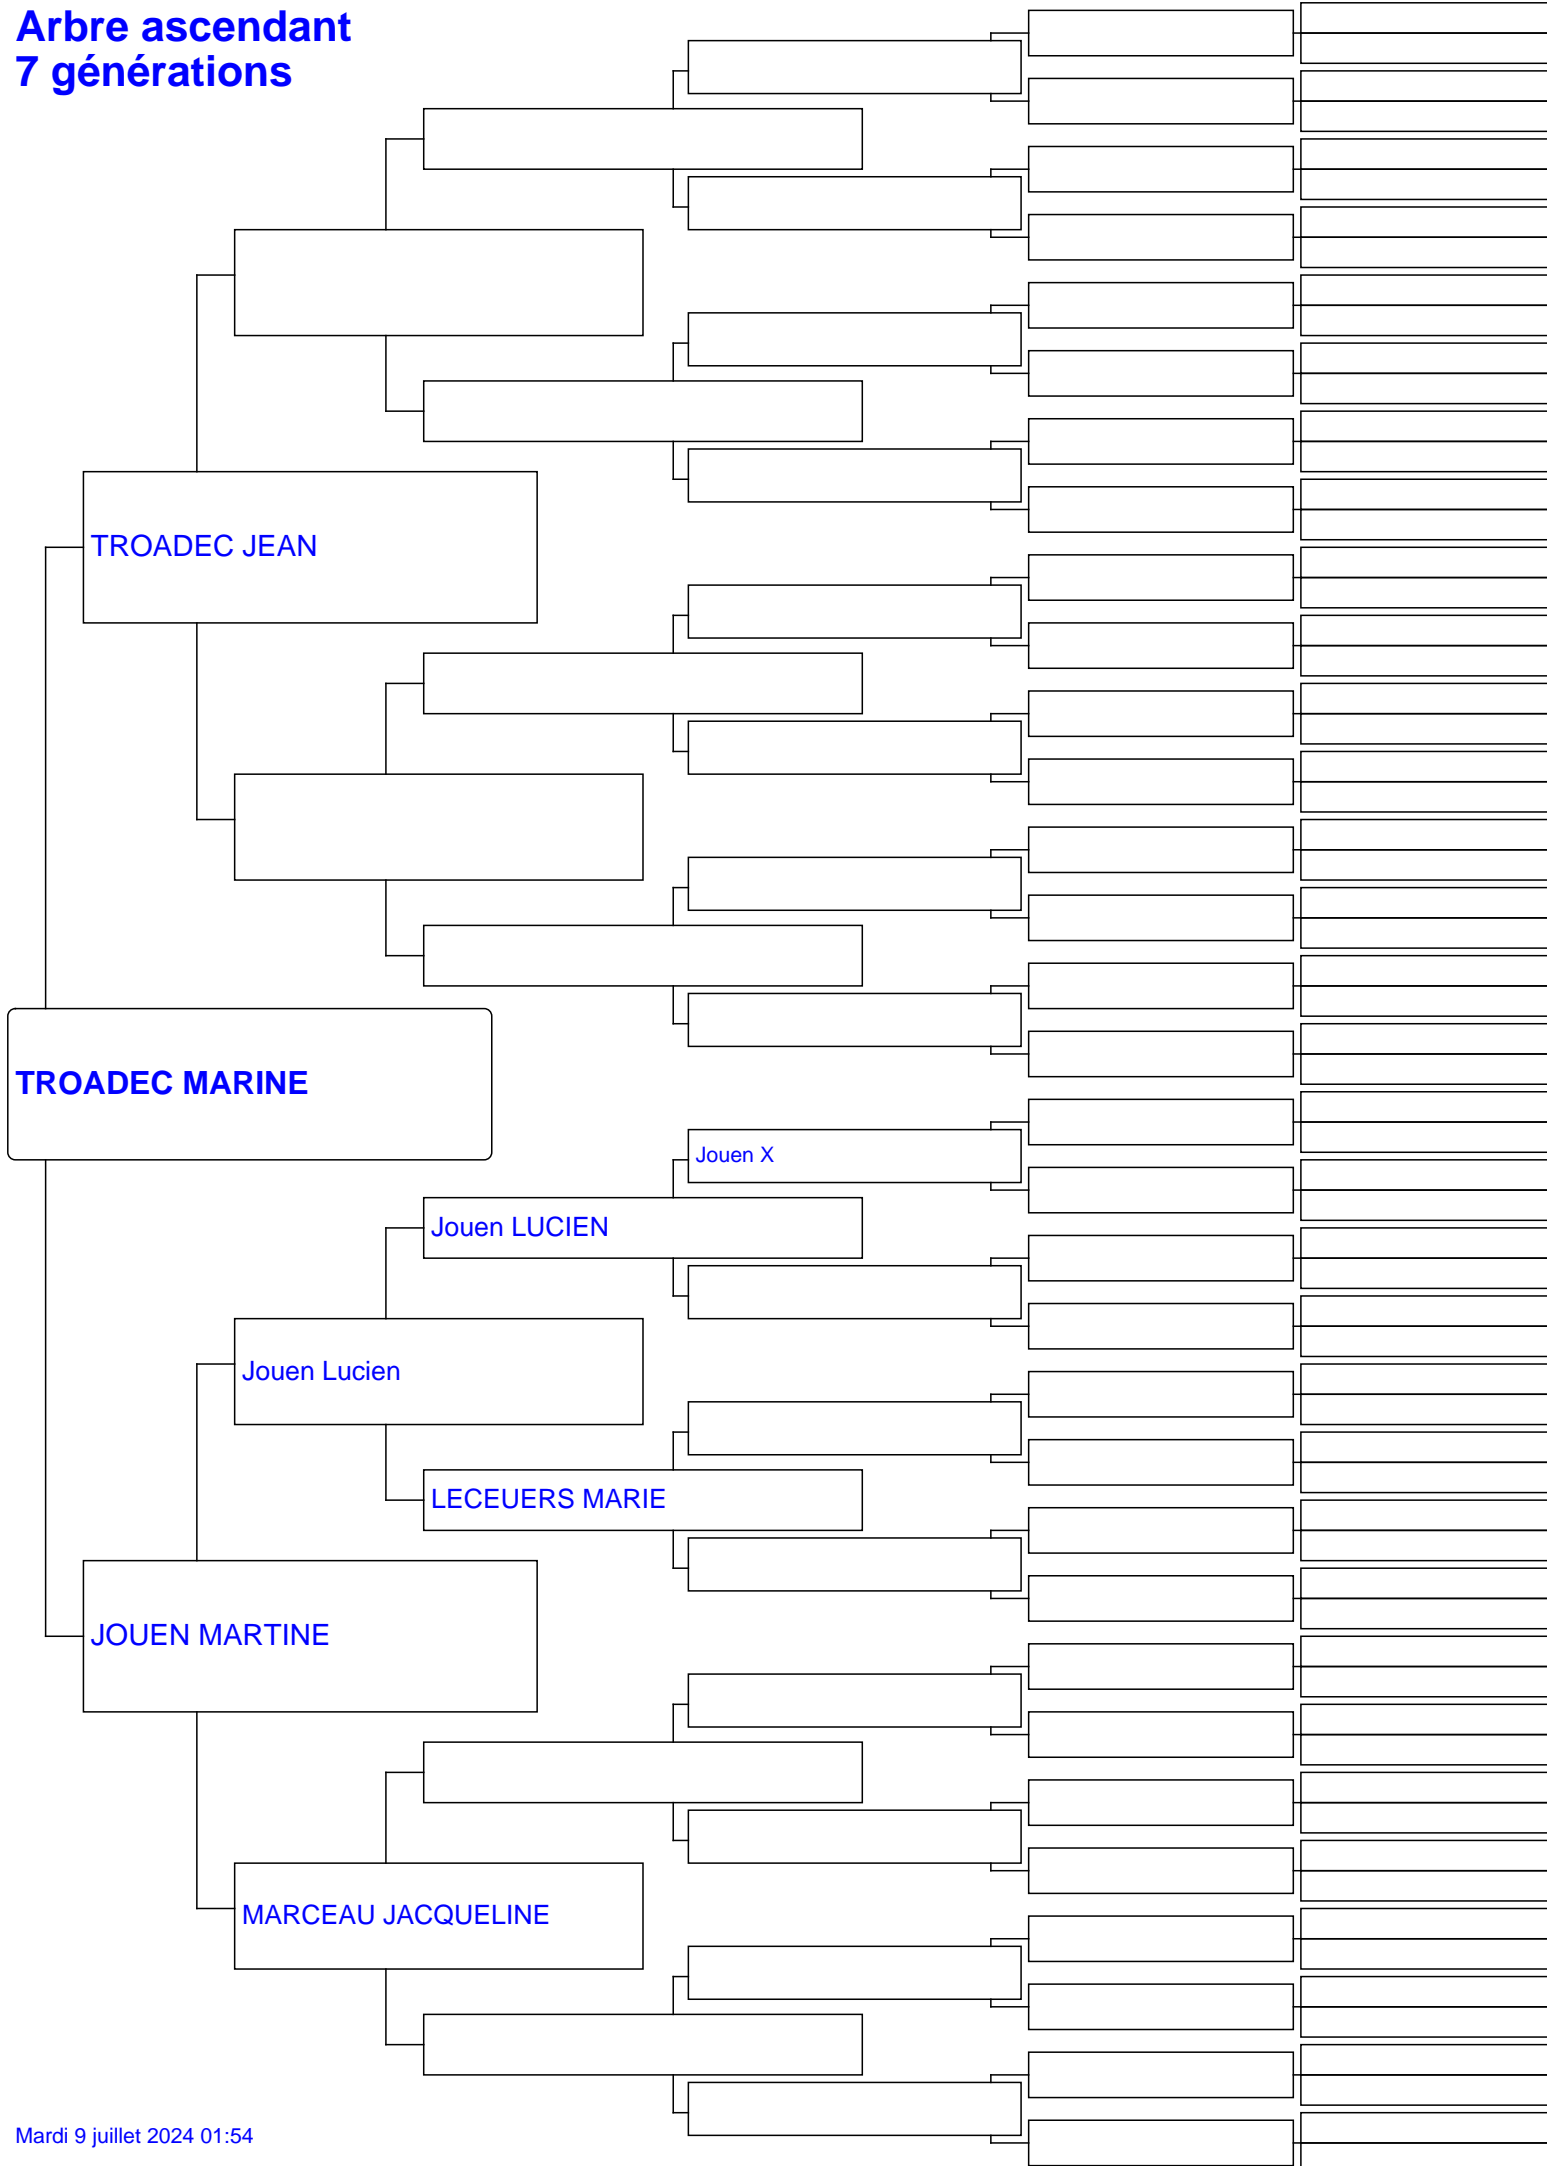 Arbre ascendant
7 générations
TROADEC JEAN
TROADEC MARINE
Jouen X
Jouen LUCIEN
Jouen Lucien
LECEUERS MARIE
JOUEN MARTINE
MARCEAU JACQUELINE
Mardi 9 juillet 2024 01:54